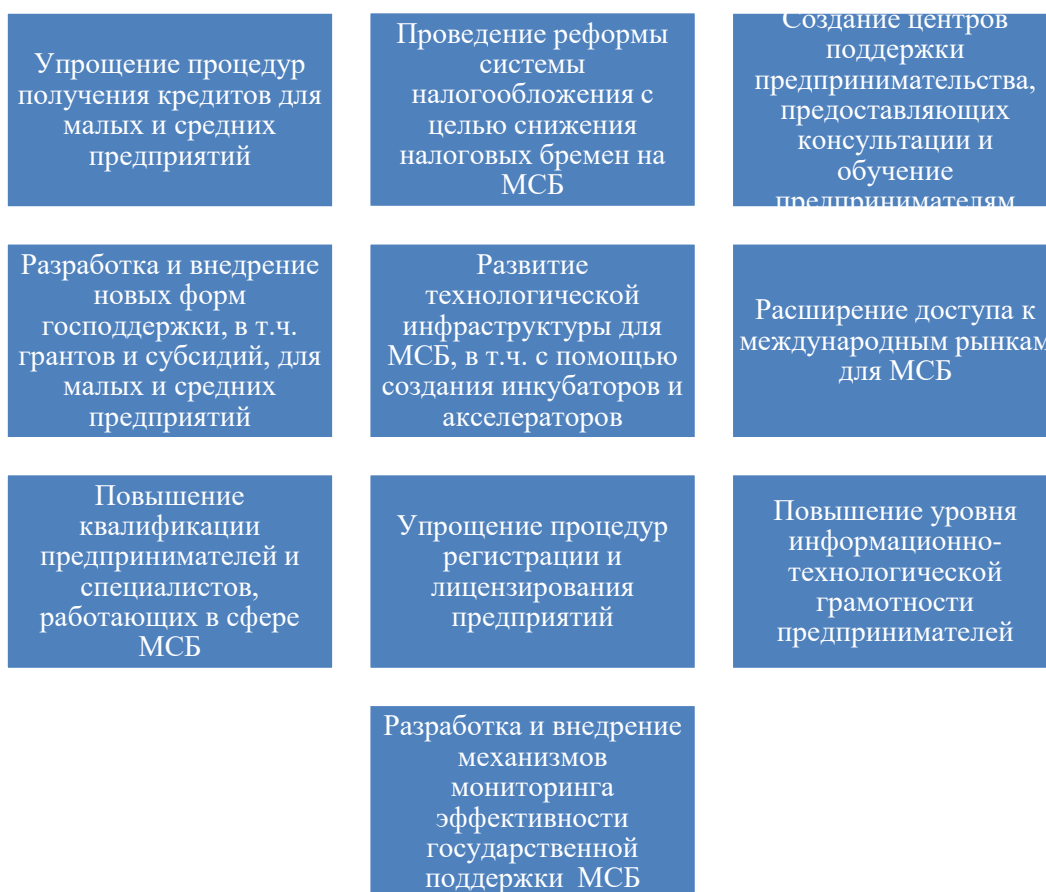 Упрощение процедур
получения кредитов для
малых и средних
предприятий
Проведение реформы
системы
налогообложения с
целью снижения
налоговых бремен на
МСБ
Создание центров
поддержки
предпринимательства,
предоставляющих
консультации и
обучение
предпринимателям
Разработка и внедрение
новых форм
господдержки, в т.ч.
грантов и субсидий, для
малых и средних
предприятий
Развитие
технологической
инфраструктуры для
МСБ, в т.ч. с помощью
создания инкубаторов и
акселераторов
Расширение доступа к
международным рынкам
для МСБ
Повышение
квалификации
предпринимателей и
специалистов,
работающих в сфере
МСБ
Упрощение процедур
регистрации и
лицензирования
предприятий
Повышение уровня
информационно-
технологической
грамотности
предпринимателей
Разработка и внедрение
механизмов
мониторинга
эффективности
государственной
поддержки МСБ